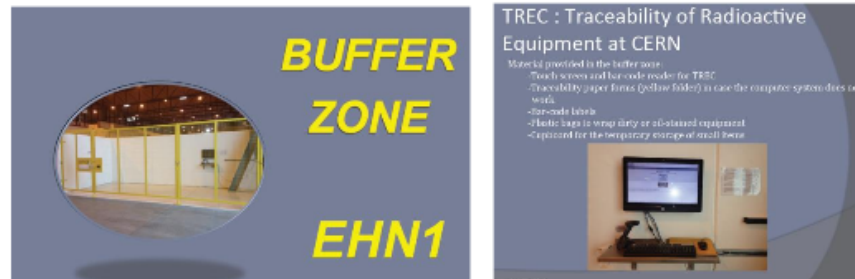 BUFFER
ZONE
EHN1
TREC : Traceability of Radioactive
Equipment at CERN
Material provided in the buffer zone:
-Touch screen and bar-code reader for TREC
-Traceability paper forms (yellow folder) in case the computer system does no
work
-Bar-code labels
-Plastic bags to wrap dirty or oil-stained equipment
-Cupboord for the temporary storage of small items